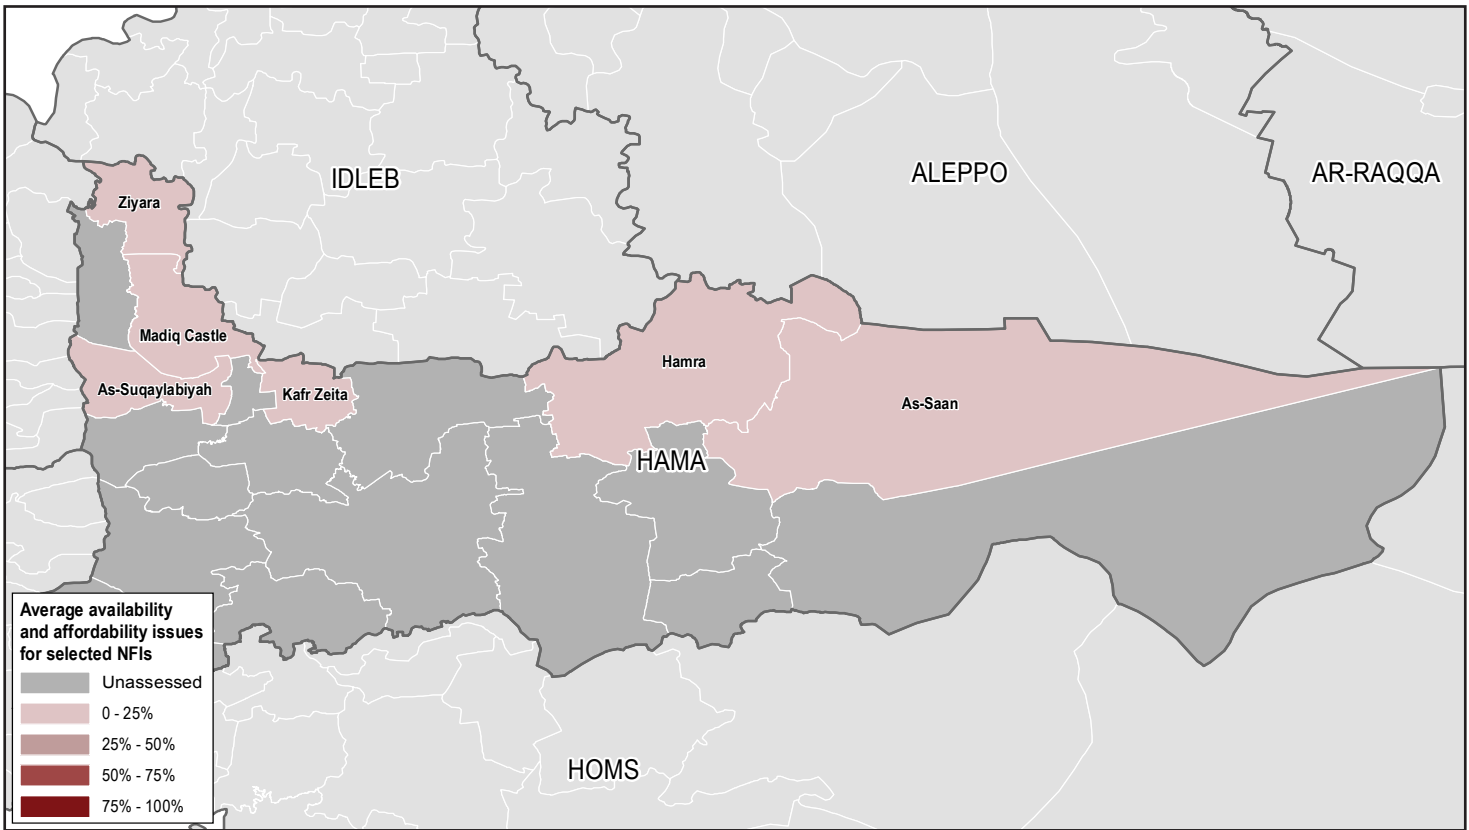 IDLEB
ALEPPO
AR-RAQQA
Ziyara
Madiq Castle
Hamra
As-Suqaylabiyah
Kafr Zeita
As-Saan
HAMA
HOMS
Average availability
and affordability issues
for selected NFIs
Unassessed
0 - 25%
25% - 50%
50% - 75%
75% - 100%